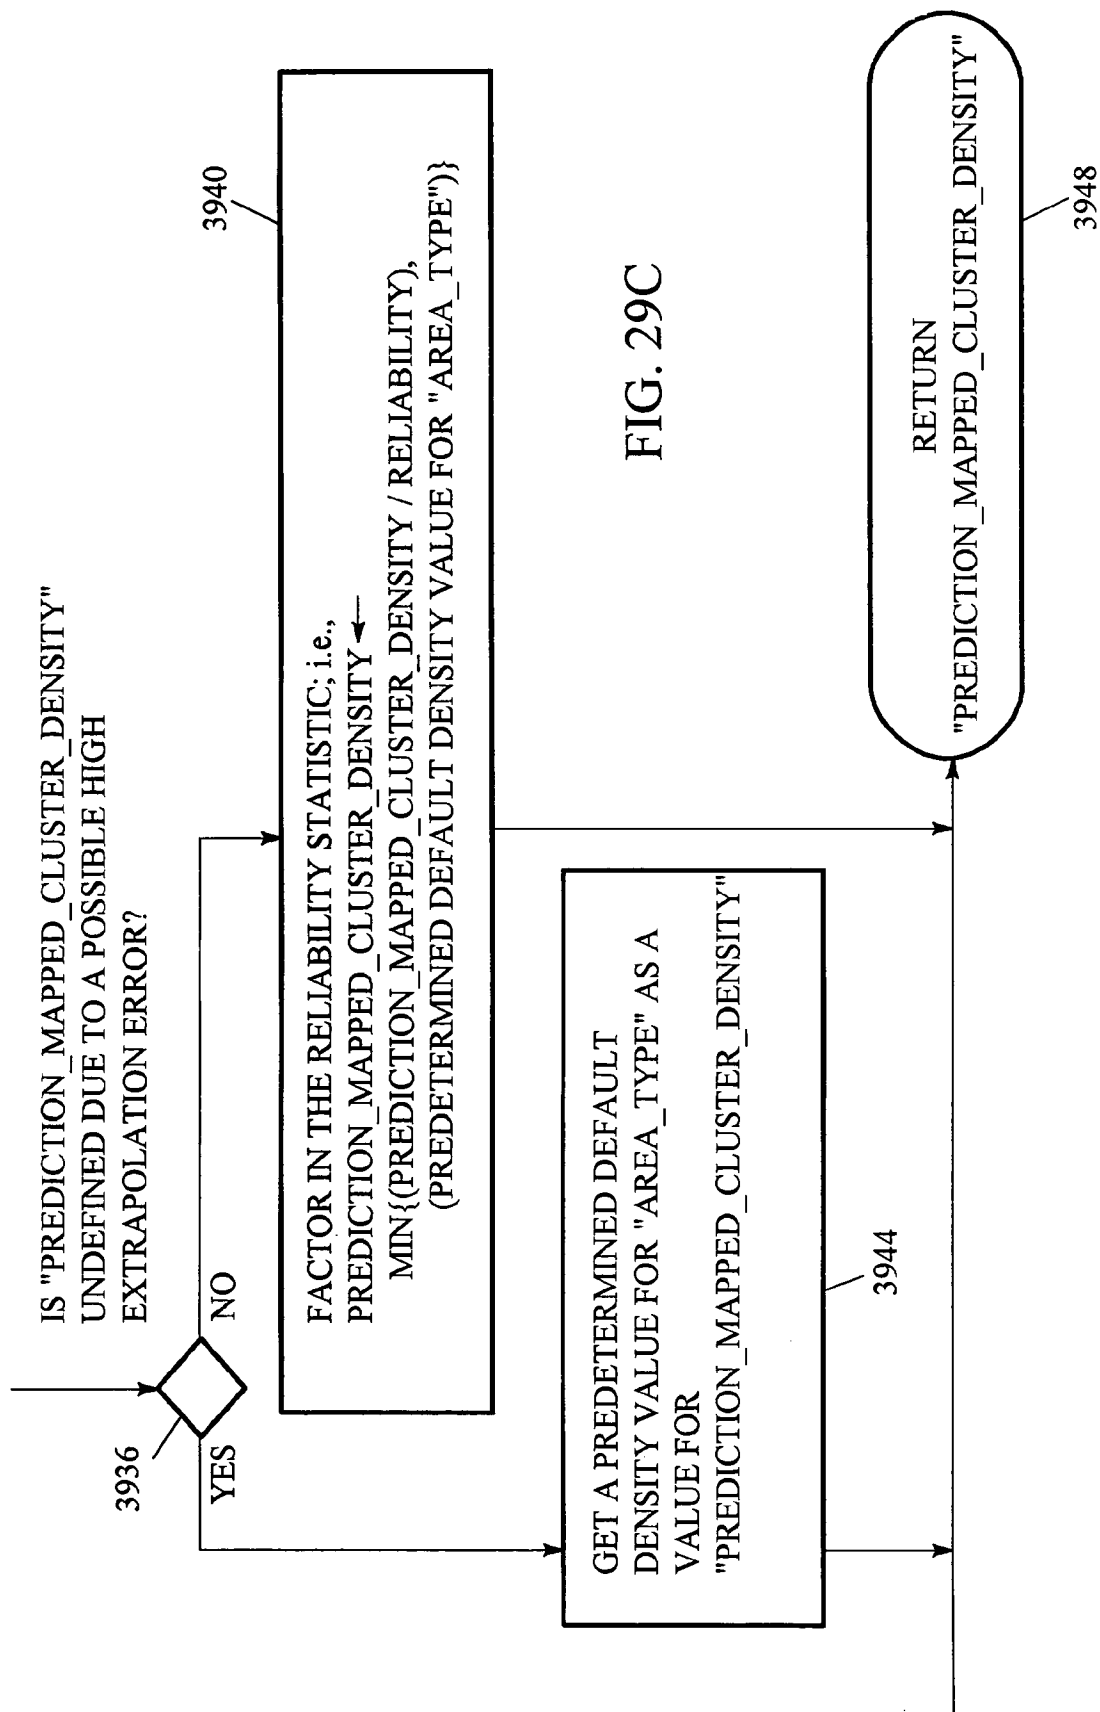 IS "PREDICTION_MAPPED_CLUSTER_DENSITY"
UNDEFINED DUE TO A POSSIBLE HIGH
EXTRAPOLATION ERROR?
3936
YES
NO
3940
FACTOR IN THE RELIABILITY STATISTIC; i.e.,
PREDICTION_MAPPED_CLUSTER_DENSITY ←
MIN{(PREDICTION_MAPPED_CLUSTER_DENSITY / RELIABILITY),
(PREDETERMINED DEFAULT DENSITY VALUE FOR "AREA_TYPE")}
GET A PREDETERMINED DEFAULT
DENSITY VALUE FOR "AREA_TYPE" AS A
VALUE FOR
"PREDICTION_MAPPED_CLUSTER_DENSITY"
3944
FIG. 29C
RETURN
"PREDICTION_MAPPED_CLUSTER_DENSITY"
3948